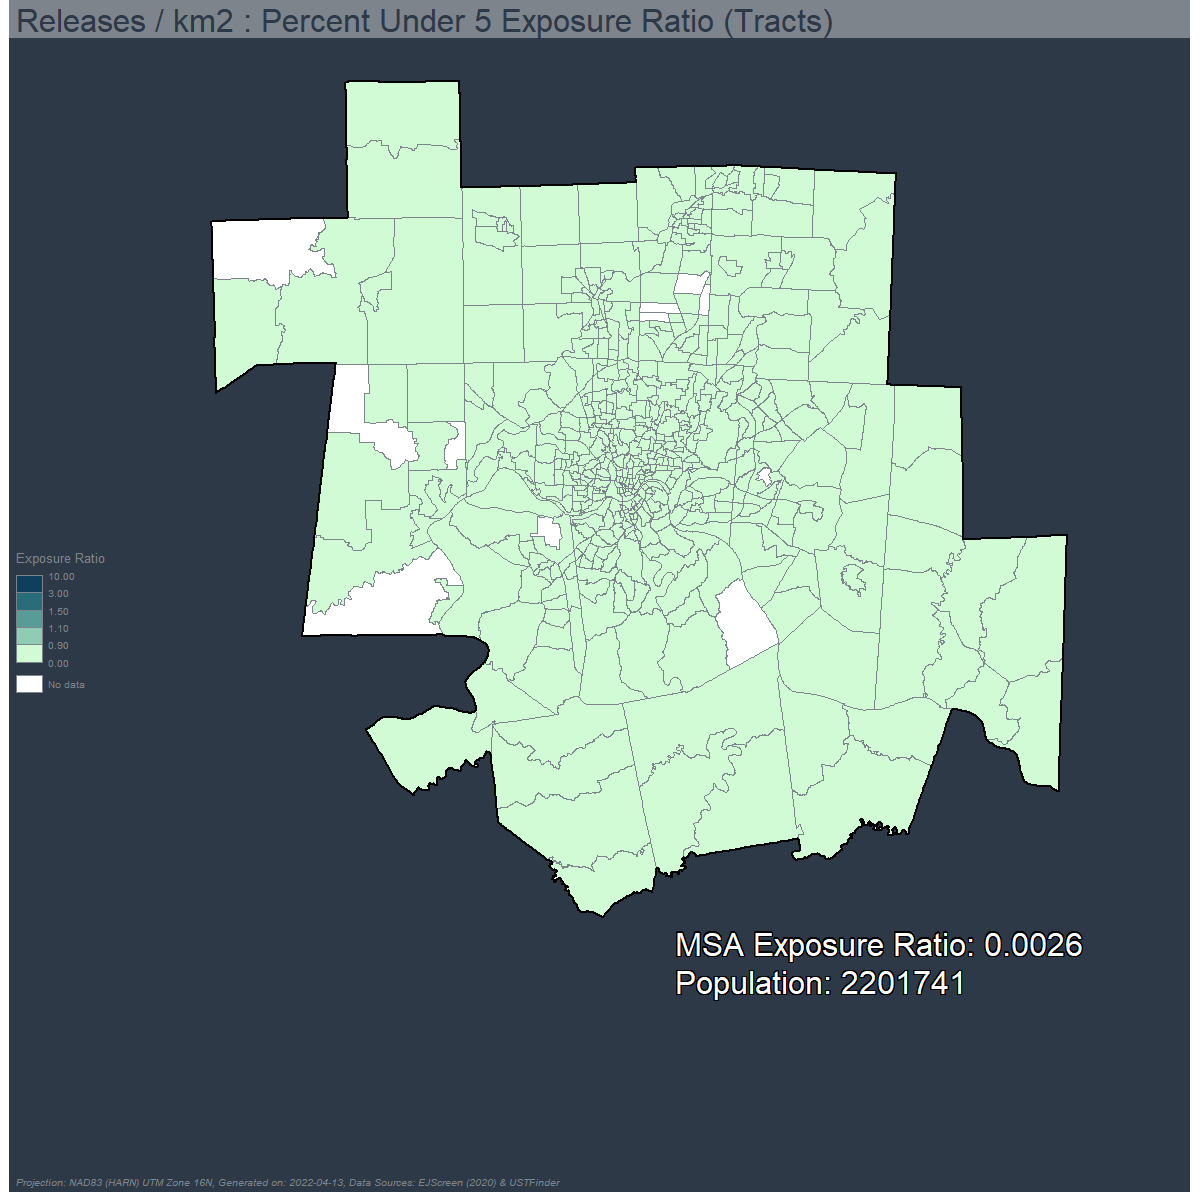 Releases / km2 : Percent Under 5 Exposure Ratio (Tracts)
Exposure Ratio
10.00
3.00
1.50
1.10
0.90
0.00
No data
MSA Exposure Ratio: 0.0026
Population: 2201741
Projection: NAD83 (HARN) UTM Zone 16N, Generated on: 2022-04-13, Data Sources: EJScreen (2020) & USTFinder